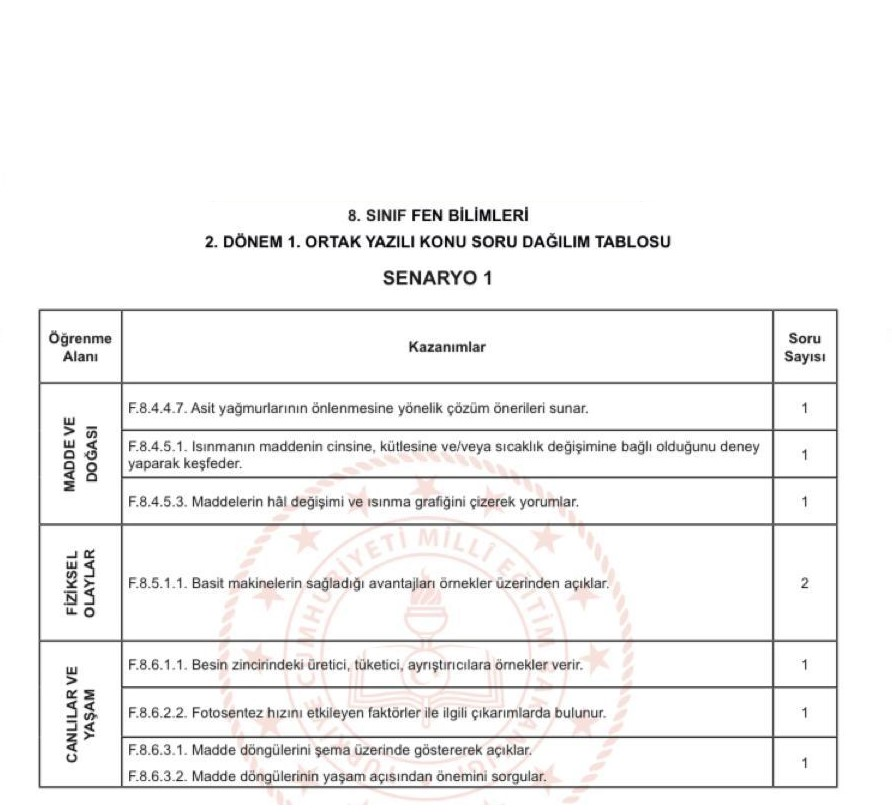 8. SINIF FEN BİLİMLERİ
2. DÖNEM 1. ORTAK YAZILI KONU SORU DAĞILIM TABLOSU
SENARYO 1
Öğrenme Alanı
Kazanımlar
Soru Sayısı
MADDE VE DOĞASI
F.8.4.4.7. Asit yağmurlarının önlenmesine yönelik çözüm önerileri sunar.
1
F.8.4.5.1. Isınmanın maddenin cinsine, kütlesine ve/veya sıcaklık değişimine bağlı olduğunu deney
yaparak keşfeder.
1
F.8.4.5.3. Maddelerin hâl değişimi ve ısınma grafiğini çizerek yorumlar.
1
FİZİKSEL OLAYLAR
F.8.5.1.1. Basit makinelerin sağladığı avantajları örnekler üzerinden açıklar.
2
CANLILAR VE YAŞAM
F.8.6.1.1. Besin zincirindeki üretici, tüketici, ayrıştırıcılara örnekler verir.
1
F.8.6.2.2. Fotosentez hızını etkileyen faktörler ile ilgili çıkarımlarda bulunur.
1
F.8.6.3.1. Madde döngülerini şema üzerinde göstererek açıklar.
F.8.6.3.2. Madde döngülerinin yaşam açısından önemini sorgular.
1